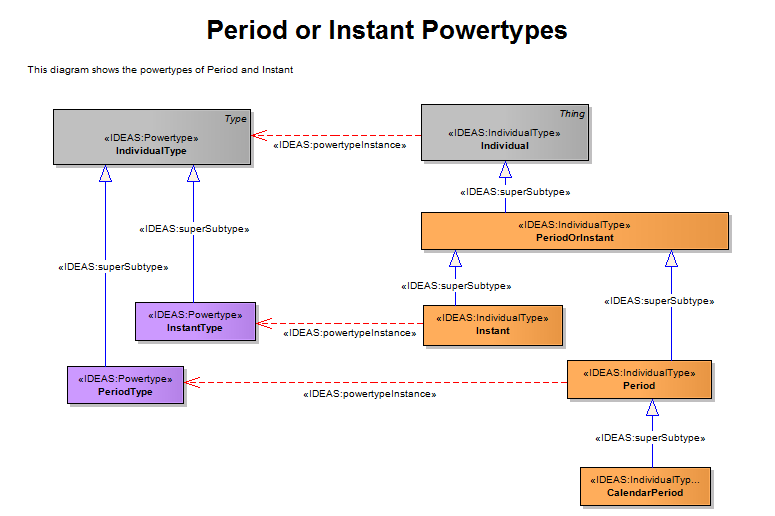 Period or Instant Powertypes
This diagram shows the powertypes of Period and Instant
Type
«IDEAS:Powertype»
IndividualType
«IDEAS:powertypeInstance»
Thing
«IDEAS:IndividualType»
Individual
«IDEAS:superSubtype»
«IDEAS:IndividualType»
PeriodOrInstant
«IDEAS:superSubtype»
«IDEAS:superSubtype»
«IDEAS:superSubtype»
«IDEAS:superSubtype»
«IDEAS:Powertype»
InstantType
«IDEAS:powertypeInstance»
«IDEAS:IndividualType»
Instant
«IDEAS:Powertype»
PeriodType
«IDEAS:powertypeInstance»
«IDEAS:IndividualType»
Period
«IDEAS:superSubtype»
«IDEAS:IndividualTyp...
CalendarPeriod